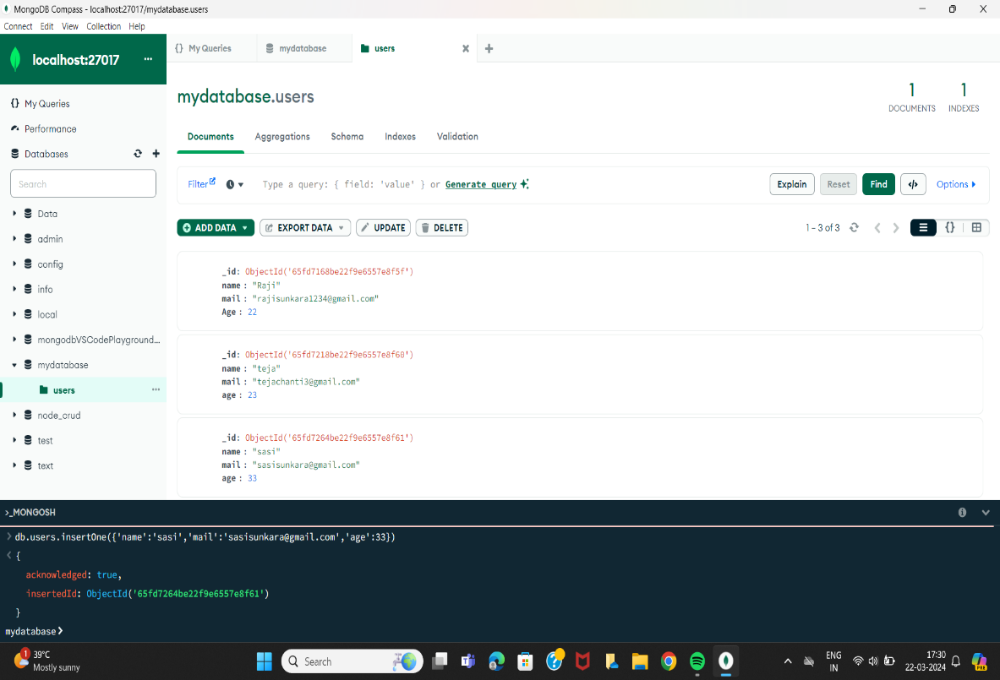 MongoDB Compass - localhost:27017/mydatabase.users
Connect Edit View Collection Help
localhost:27017 ...
{} My Queries
mydatabase
users
{} My Queries
Performance
Databases
Search
Data
admin
config
info
local
mongodbVSCodePlayground...
mydatabase
users
node_crud
test
text
mydatabase.users
1
DOCUMENTS
1
INDEXES
Documents Aggregations Schema Indexes Validation
Filter Type a query: { field: 'value' } or Generate query Explain Reset Find </> Options
ADD DATA EXPORT DATA UPDATE DELETE 1 - 3 of 3 {}
_id: ObjectId('65fd7168be22f9e6557e8f5f')
name : "Raji"
mail : "rajisunkara1234@gmail.com"
Age : 22
_id: ObjectId('65fd7218be22f9e6557e8f60')
name : "teja"
mail : "tejachanti3@gmail.com"
age : 23
_id: ObjectId('65fd7264be22f9e6557e8f61')
name : "sasi"
mail : "sasisunkara@gmail.com"
age : 33
>_MONGOSH
> db.users.insertOne({'name':'sasi','mail':'sasisunkara@gmail.com','age':33})
< {
acknowledged: true,
insertedId: ObjectId('65fd7264be22f9e6557e8f61')
}
mydatabase>
1
39°C
Mostly sunny
Search
ENG
IN
17:30
22-03-2024
PRE